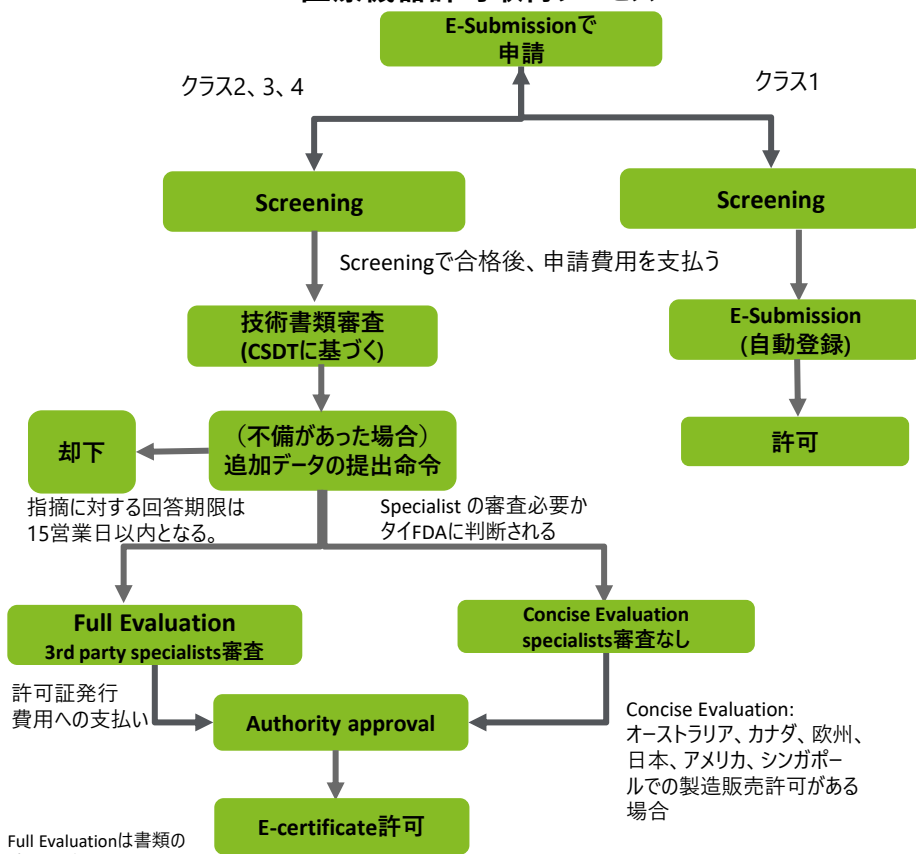 E-Submissionで
申請
クラス2、3、4
クラス1
Screening
Screening
Screeningで合格後、申請費用を支払う
技術書類審査
(CSDTに基づく)
E-Submission
(自動登録)
却下
（不備があった場合）
追加データの提出命令
許可
指摘に対する回答期限は
15営業日以内となる。
Specialist の審査必要か
タイFDAに判断される
Full Evaluation
3rd party specialists審査
Concise Evaluation
specialists審査なし
許可証発行
費用への支払い
Authority approval
Concise Evaluation:
オーストラリア、カナダ、欧州、
日本、アメリカ、シンガポー
ルでの製造販売許可がある
場合
E-certificate許可
Full Evaluationは書類の